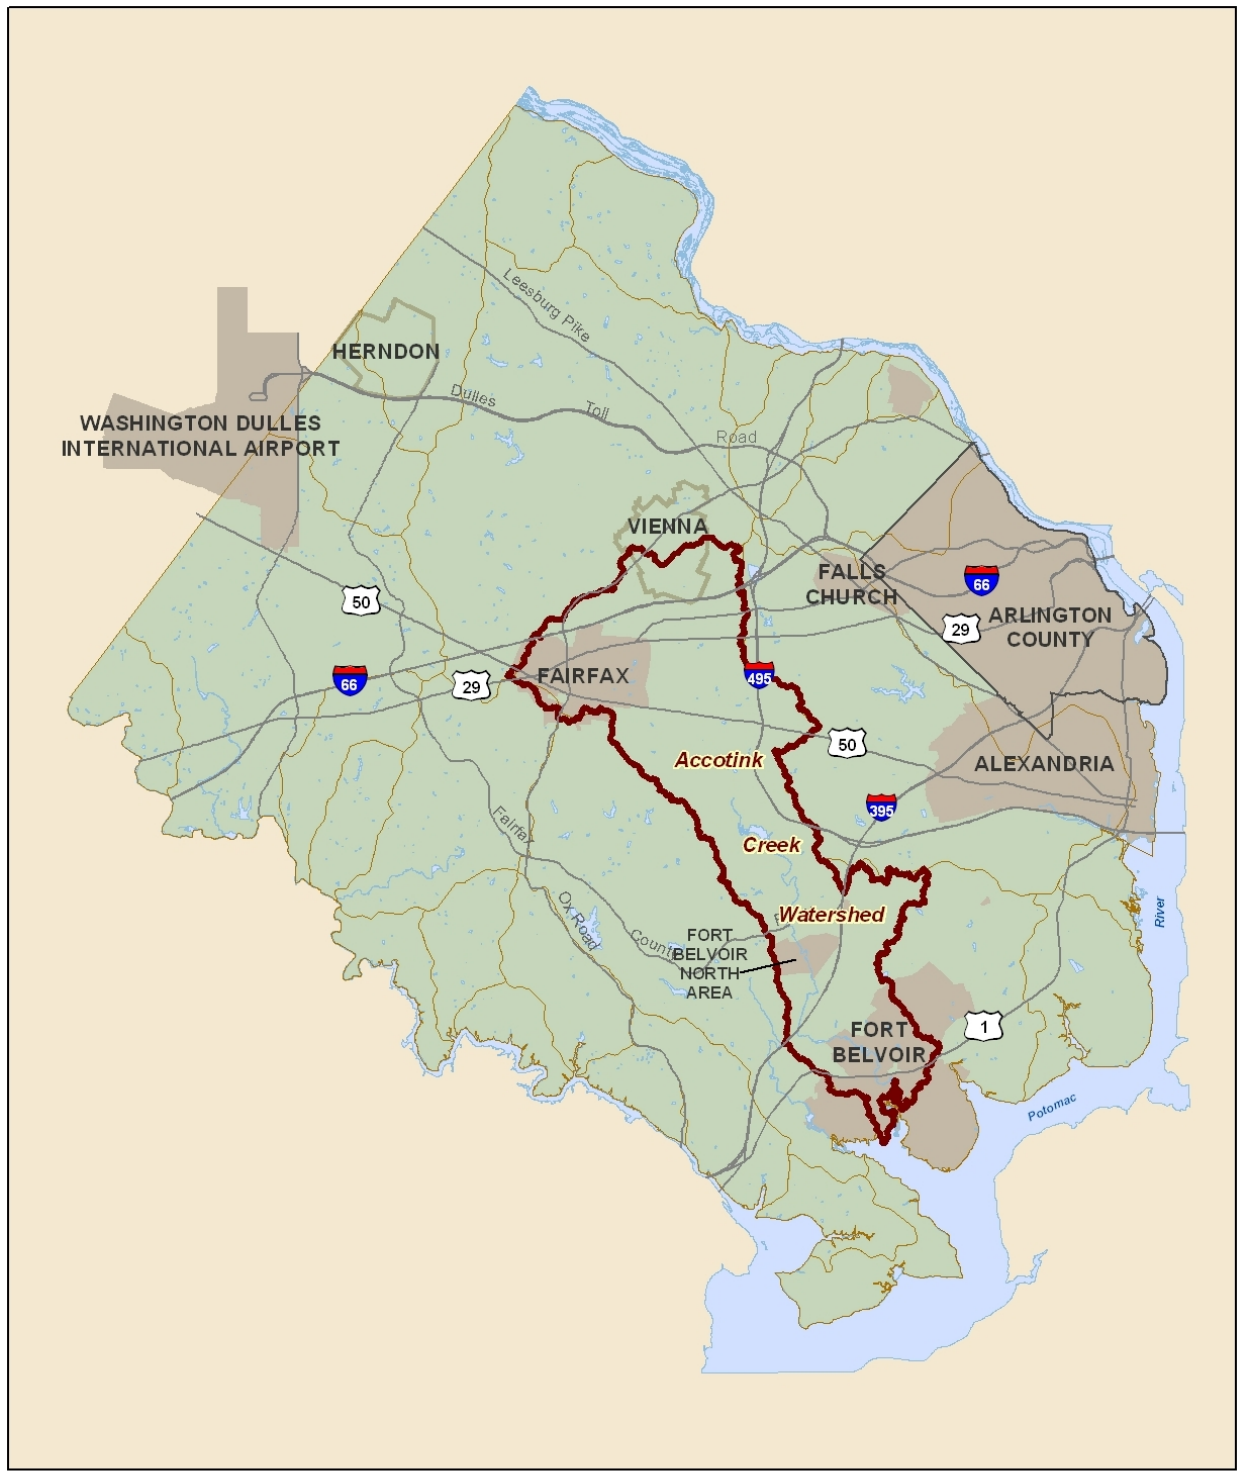 Leesburg Pike
HERNDON
Dulles
Toll
Road
WASHINGTON DULLES
INTERNATIONAL AIRPORT
VIENNA
FALLS
CHURCH
66
50
29
ARLINGTON
COUNTY
66
29
FAIRFAX
495
50
Accotink
ALEXANDRIA
395
Fairfax
Creek
Ox Road
Watershed
River
County
FORT
BELVOIR
NORTH
AREA
FORT
BELVOIR
1
Potomac